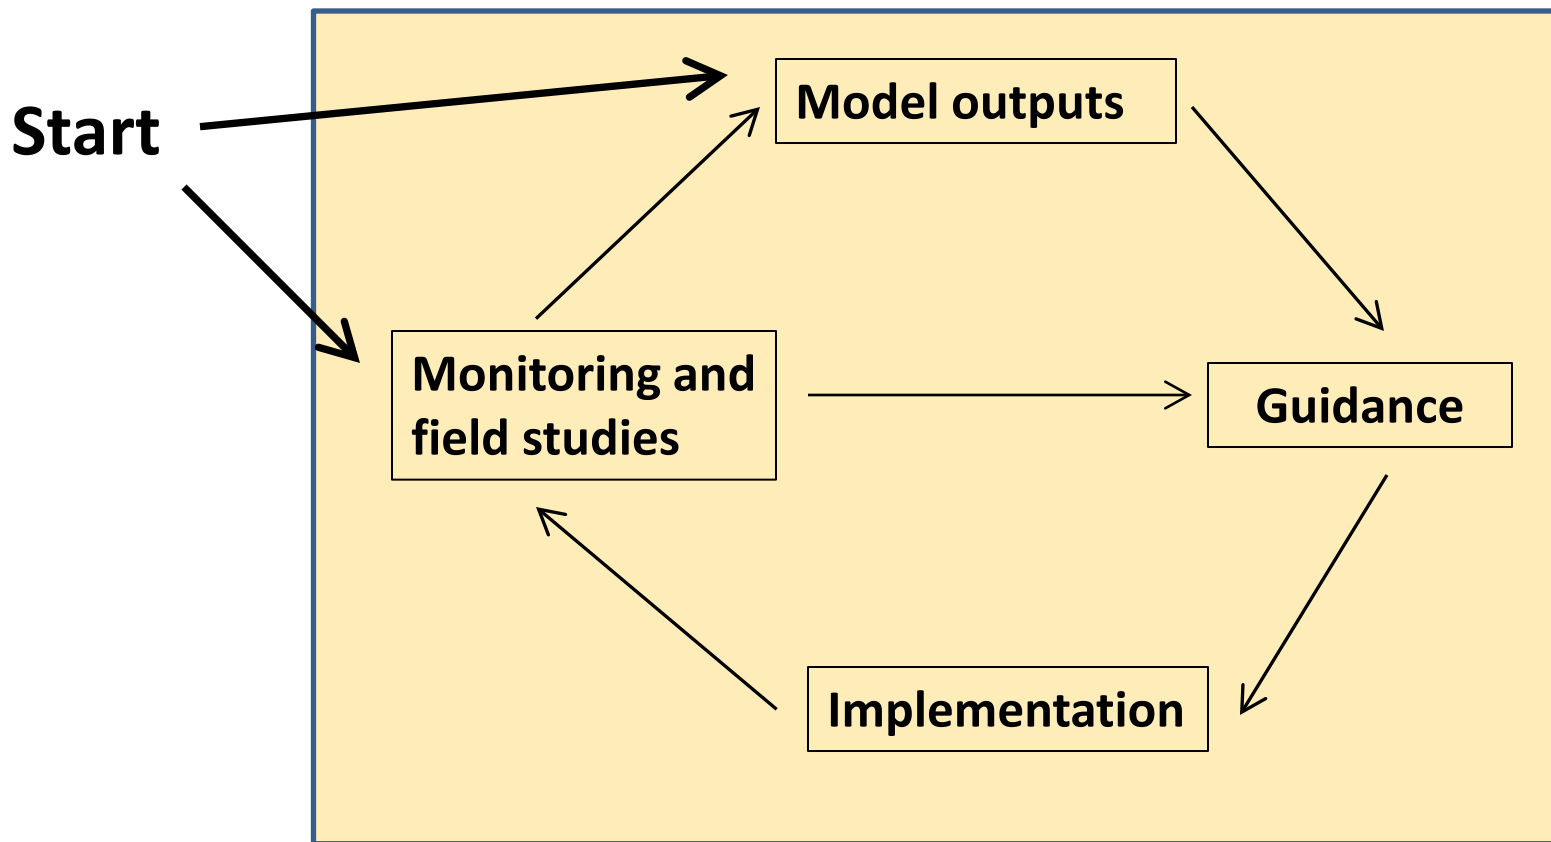 Start
Model outputs
Monitoring and
field studies
Guidance
Implementation